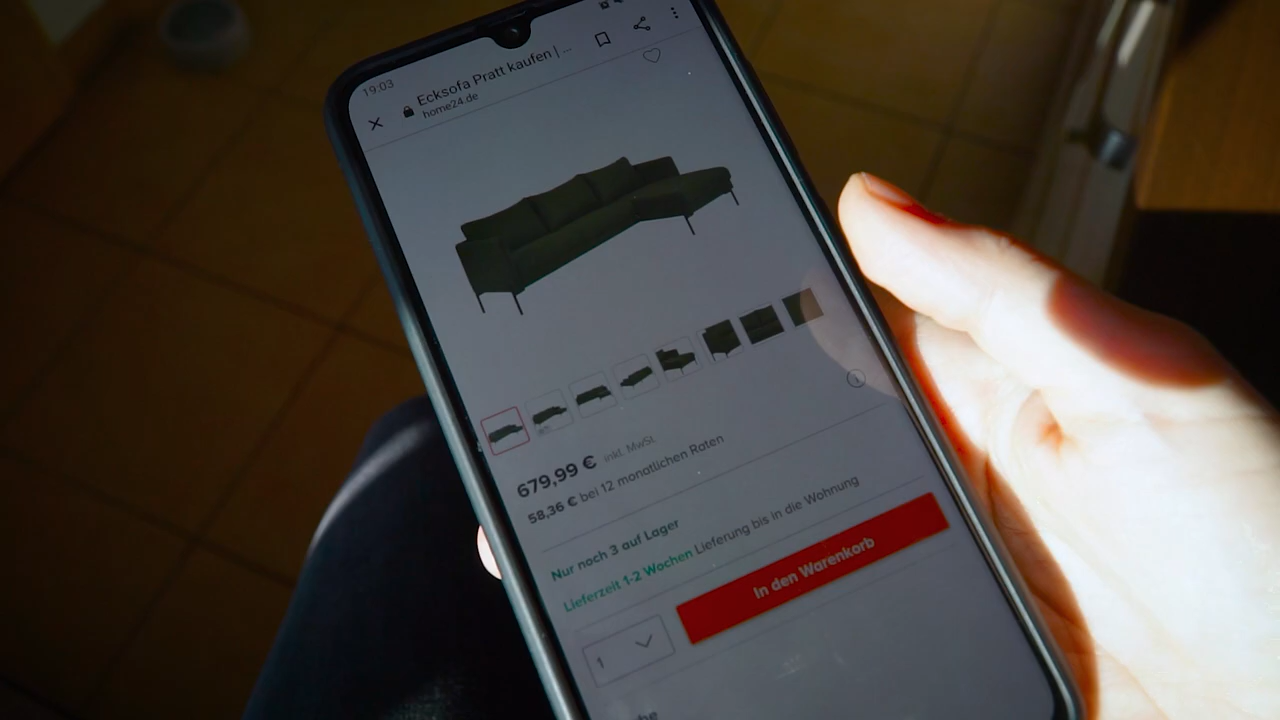 19:03
Ecksofa Pratt kaufen | ...
home24.de
679,99 € inkl. MwSt.
58,36 € bei 12 monatlichen Raten
Nur noch 3 auf Lager
Lieferzeit 1-2 Wochen Lieferung bis in die Wohnung
1
In den Warenkorb